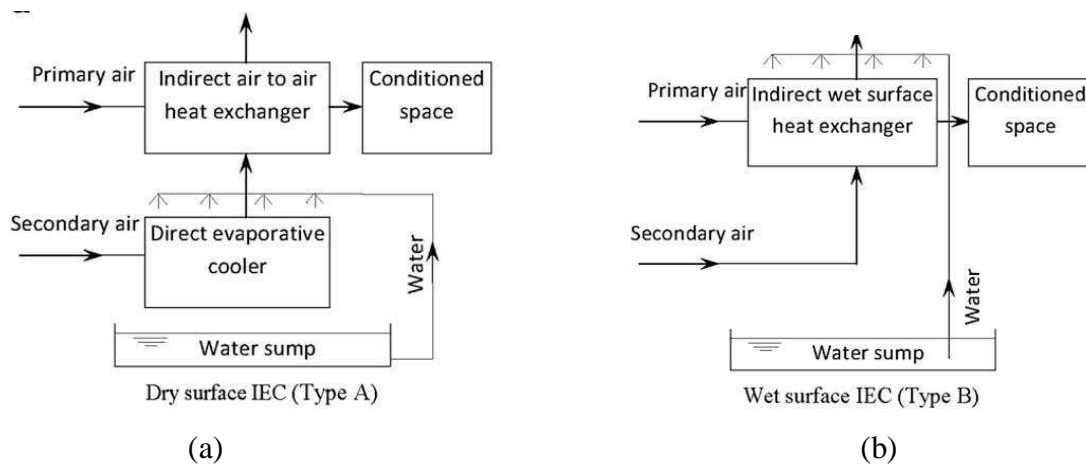 Primary air
Indirect air to air
heat exchanger
Conditioned
space
Secondary air
Direct evaporative
cooler
Water
Water sump
Dry surface IEC (Type A)
(a)
Primary air
Indirect wet surface
heat exchanger
Conditioned
space
Secondary air
Water
Water sump
Wet surface IEC (Type B)
(b)